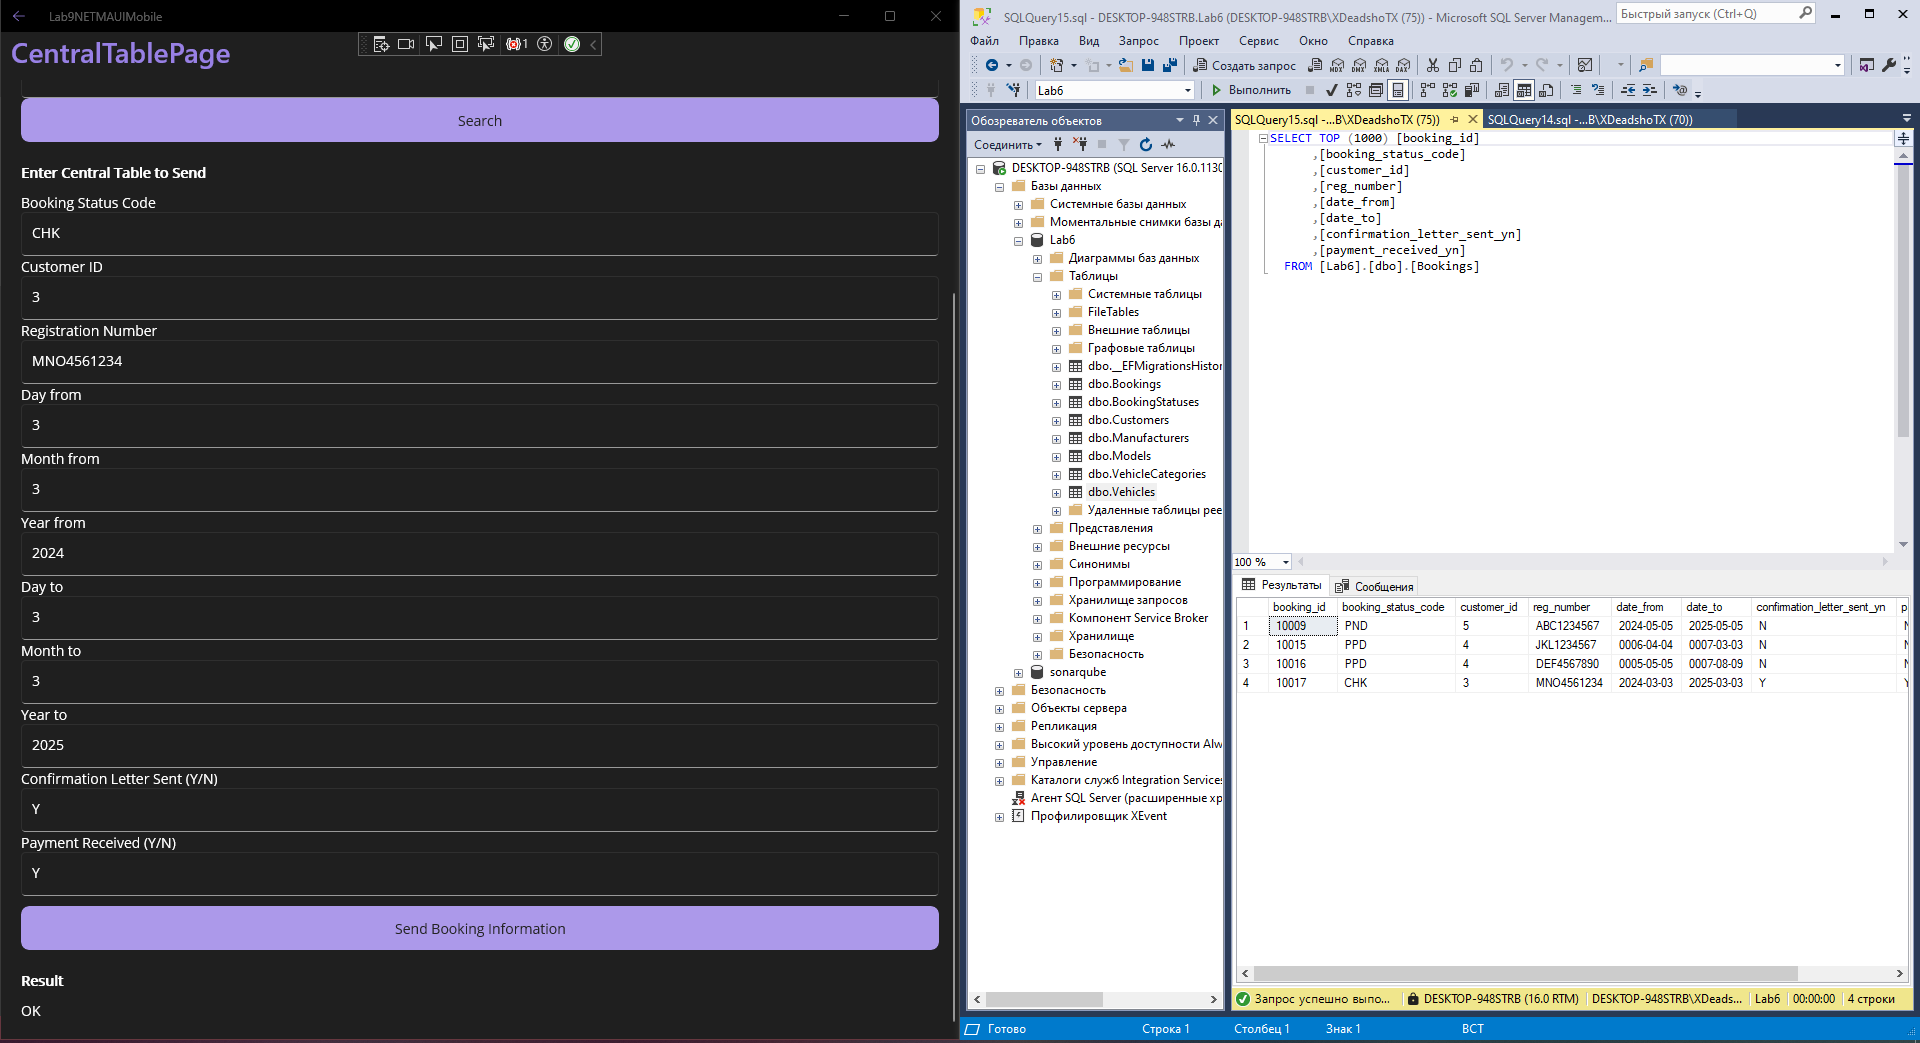 Lab9NETMAUIMobile
CentralTablePage
1
Search
Enter Central Table to Send
Booking Status Code
CHK
Customer ID
3
Registration Number
MNO4561234
Day from
3
Month from
3
Year from
2024
Day to
3
Month to
3
Year to
2025
Confirmation Letter Sent (Y/N)
Y
Payment Received (Y/N)
Y
Send Booking Information
Result
OK
SQLQuery15.sql - DESKTOP-948STRB.Lab6 (DESKTOP-948STRB\XDeadshoTX (75)) - Microsoft SQL Server Managem...
Быстрый запуск (Ctrl+Q)
Файл Правка Вид Запрос Проект Сервис Окно Справка
Создать запрос
MDX DMX XMLA DAX
Lab6
Выполнить
Обозреватель объектов
Соединить
DESKTOP-948STRB (SQL Server 16.0.1130
Базы данных
Системные базы данных
Моментальные снимки базы да
Lab6
Диаграммы баз данных
Таблицы
Системные таблицы
FileTables
Внешние таблицы
Графовые таблицы
dbo.__EFMigrationsHistor
dbo.Bookings
dbo.BookingStatuses
dbo.Customers
dbo.Manufacturers
dbo.Models
dbo.VehicleCategories
dbo.Vehicles
Удаленные таблицы рее
Представления
Внешние ресурсы
Синонимы
Программирование
Хранилище запросов
Компонент Service Broker
Хранилище
Безопасность
sonarqube
Безопасность
Объекты сервера
Репликация
Высокий уровень доступности Alw
Управление
Каталоги служб Integration Services
Агент SQL Server (расширенные хр
Профилировщик XEvent
SQLQuery15.sql -...B\XDeadshoTX (75)) SQLQuery14.sql -...B\XDeadshoTX (70))
SELECT TOP (1000) [booking_id]
,[booking_status_code]
,[customer_id]
,[reg_number]
,[date_from]
,[date_to]
,[confirmation_letter_sent_yn]
,[payment_received_yn]
FROM [Lab6].[dbo].[Bookings]
100 %
Результаты Сообщения
booking_id booking_status_code customer_id reg_number date_from date_to confirmation_letter_sent_yn p
1 10009 PND 5 ABC1234567 2024-05-05 2025-05-05 N N
2 10015 PPD 4 JKL1234567 0006-04-04 0007-03-03 N N
3 10016 PPD 4 DEF4567890 0005-05-05 0007-08-09 N N
4 10017 CHK 3 MNO4561234 2024-03-03 2025-03-03 Y Y
Запрос успешно выпо... DESKTOP-948STRB (16.0 RTM) DESKTOP-948STRB\XDeads... Lab6 00:00:00 4 строки
Готово Строка 1 Столбец 1 Знак 1 ВСТ